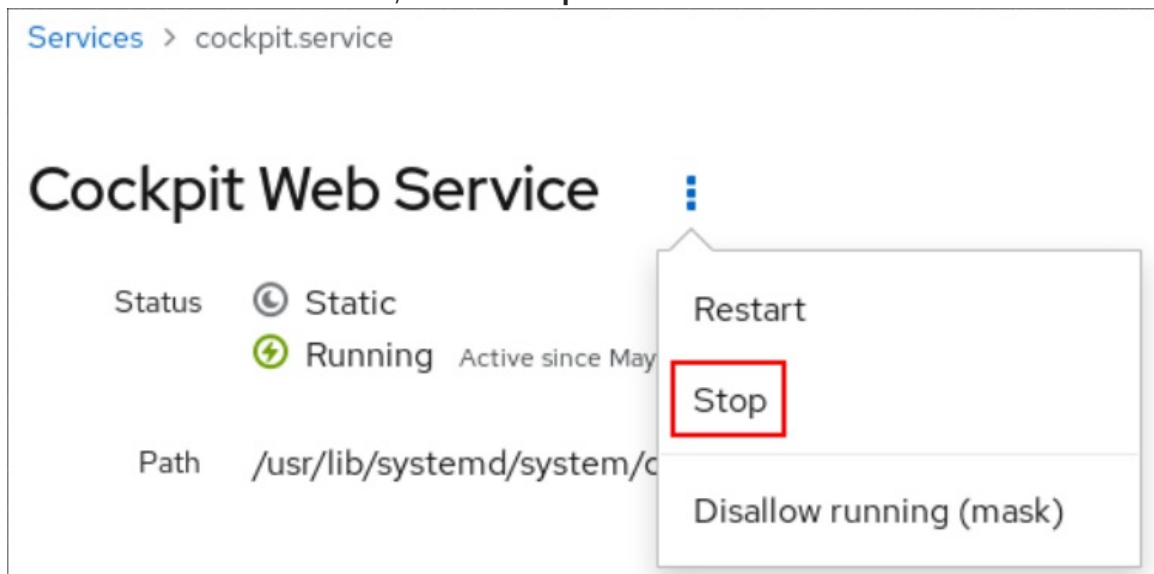 Services > cockpit.service
Cockpit Web Service
Status Static
Running Active since May
Path /usr/lib/systemd/system/c
Restart
Stop
Disallow running (mask)